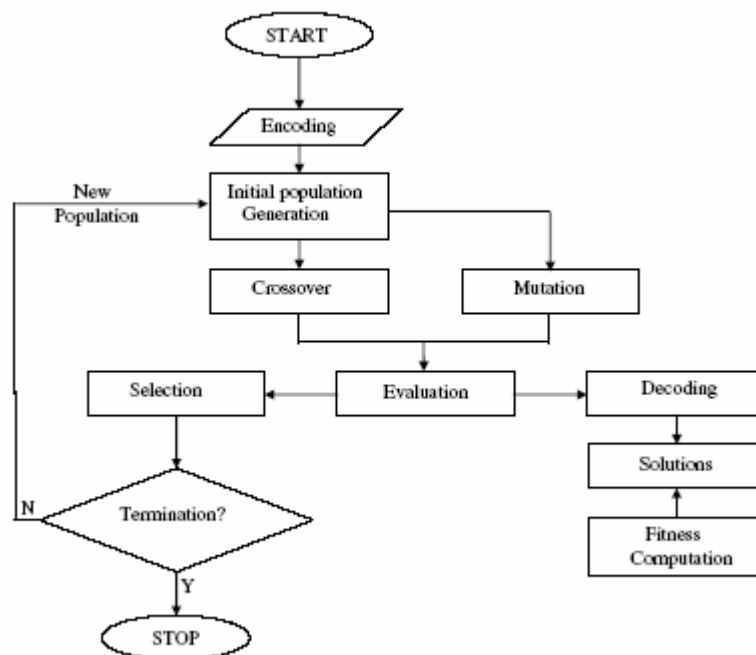 START
Encoding
New
Population
Initial population
Generation
Crossover
Mutation
Selection
Evaluation
Decoding
Solutions
N
Termination?
Fitness
Computation
Y
STOP